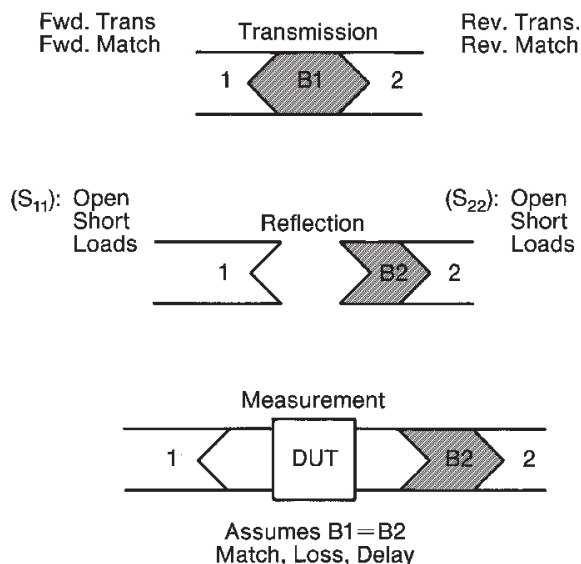 Fwd. Trans
Fwd. Match
Transmission
Rev. Trans.
Rev. Match
1
B1
2
(S11): Open
Short
Loads
Reflection
(S22): Open
Short
Loads
1
B2
2
Measurement
1
DUT
B2
2
Assumes B1=B2
Match, Loss, Delay